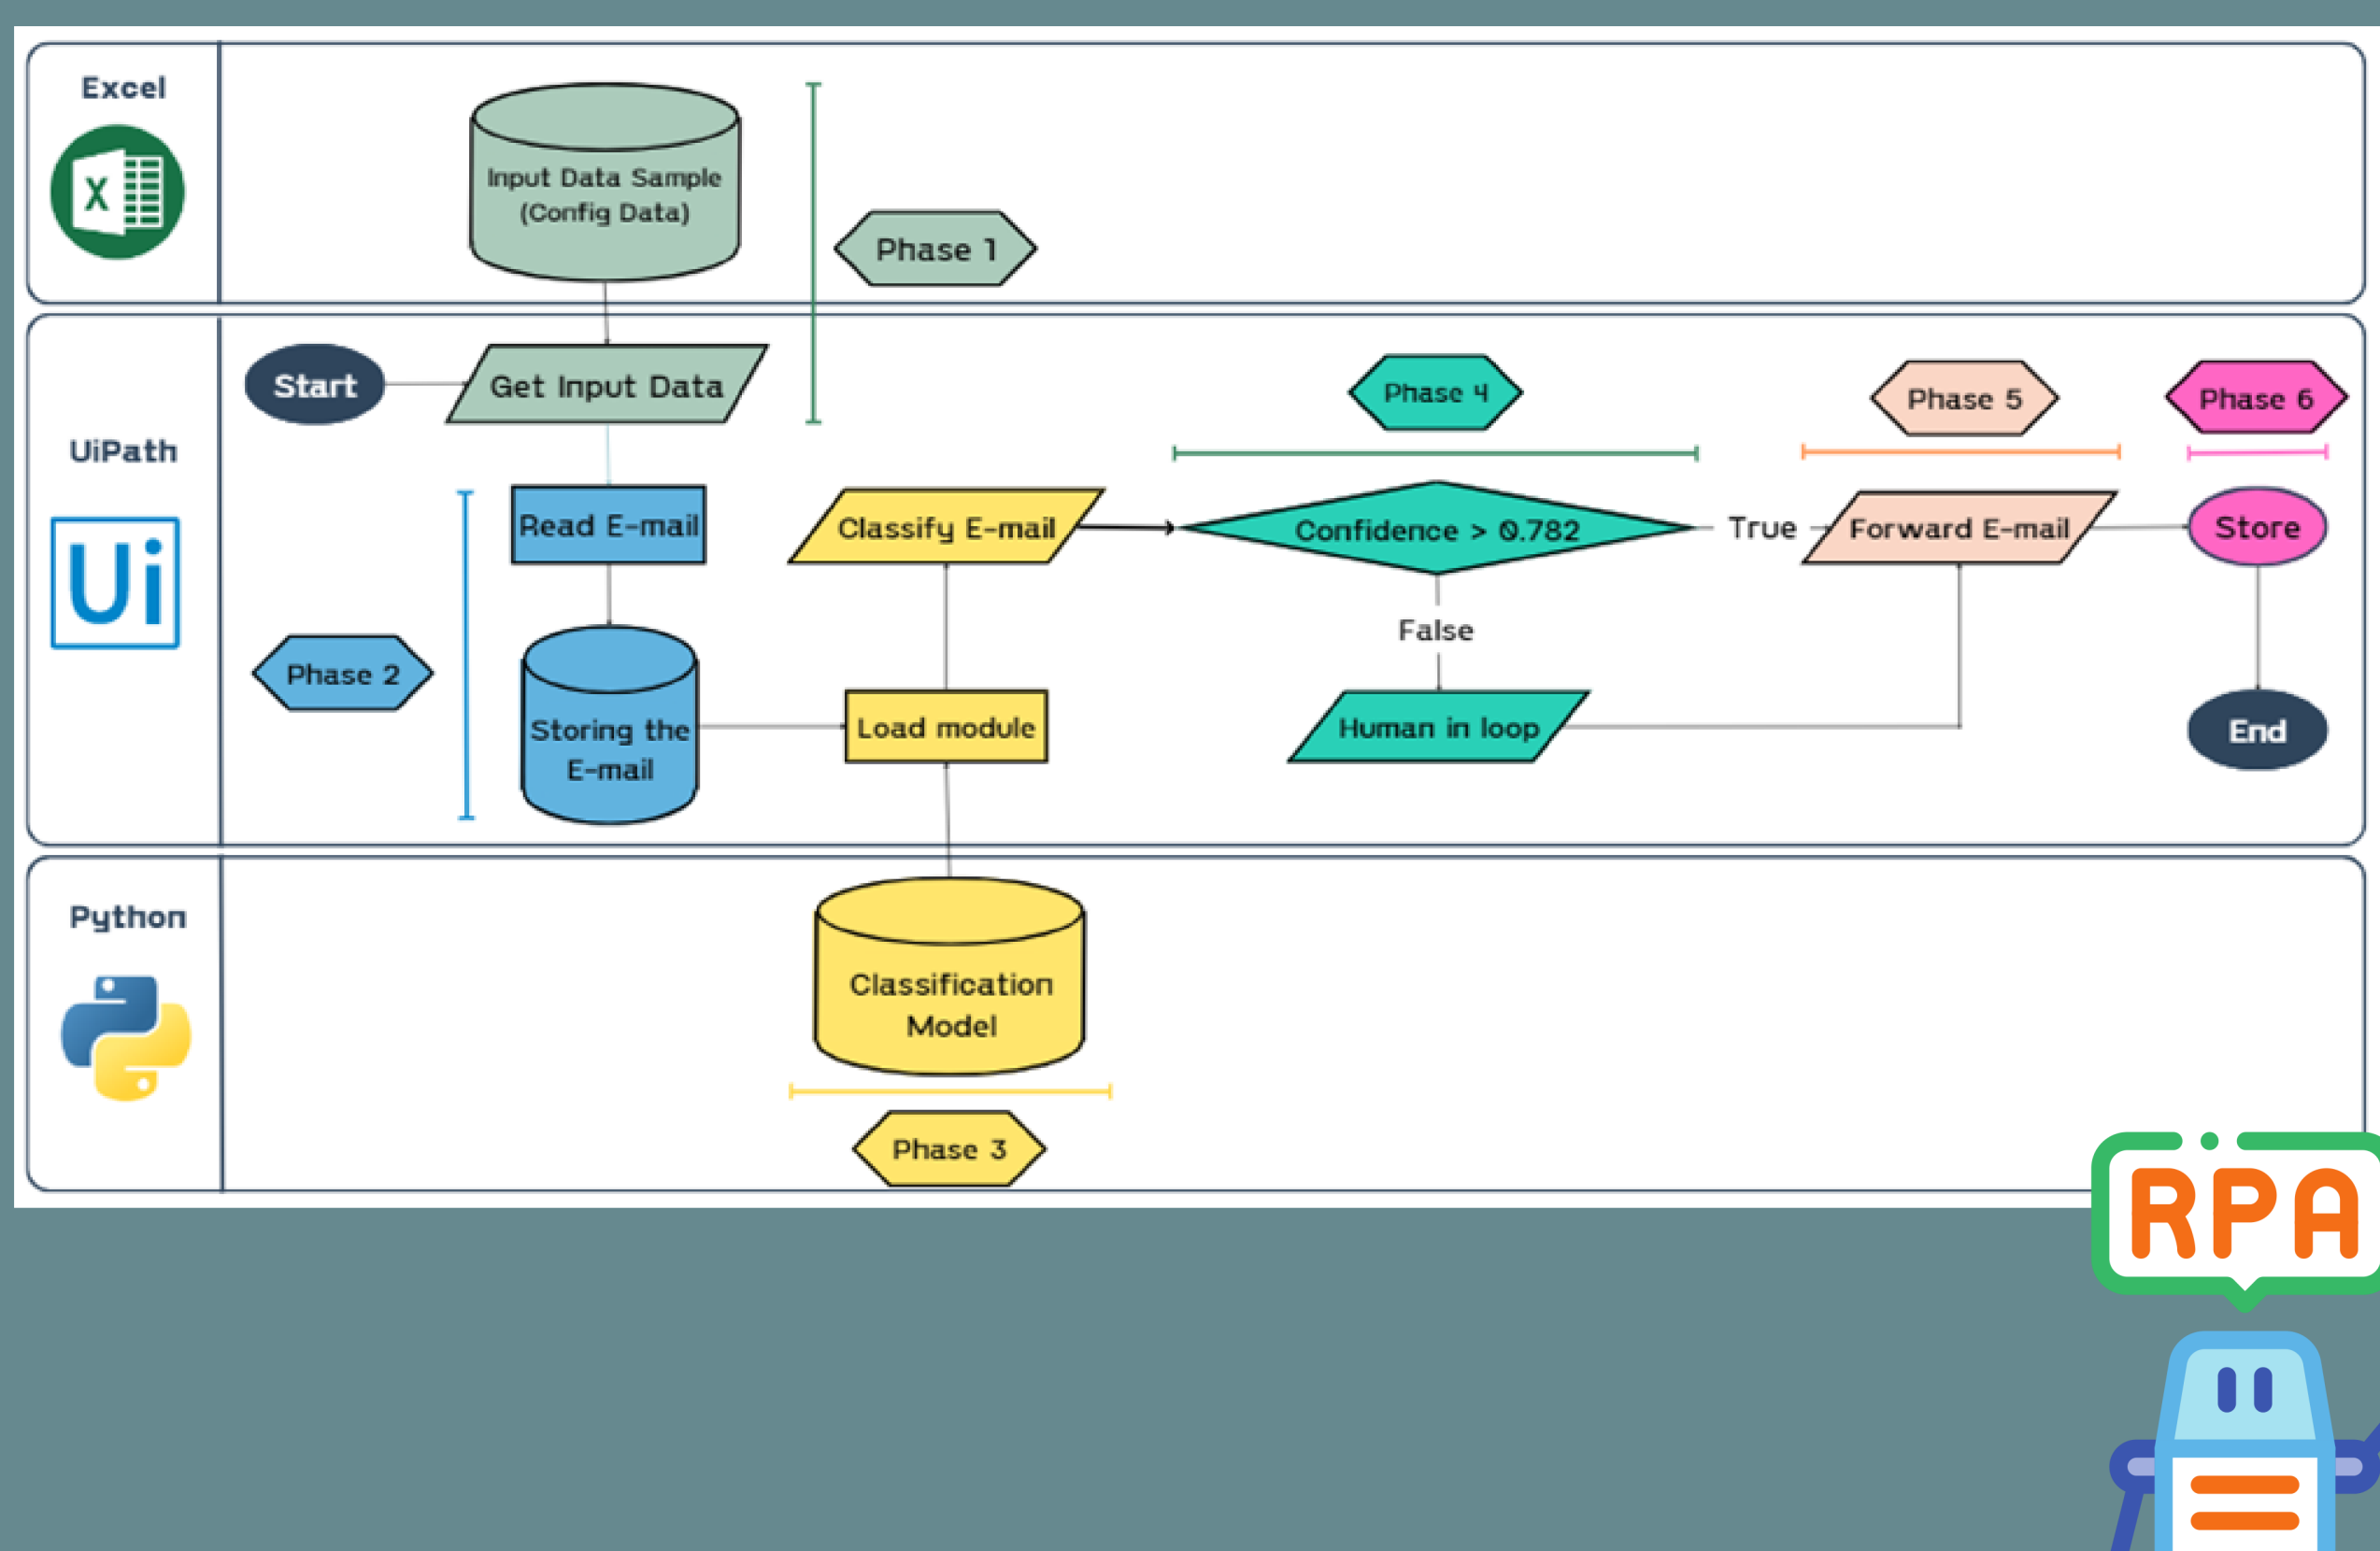 Excel
X
Input Data Sample
(Config Data)
Phase 1
UiPath
Ui
Start
Get Input Data
Phase 4
Phase 5
Phase 6
Read E-mail
Classify E-mail
Confidence > 0.782
True
Forward E-mail
Store
False
Phase 2
Storing the
E-mail
Load module
Human in loop
End
Python
Classification
Model
Phase 3
RPA